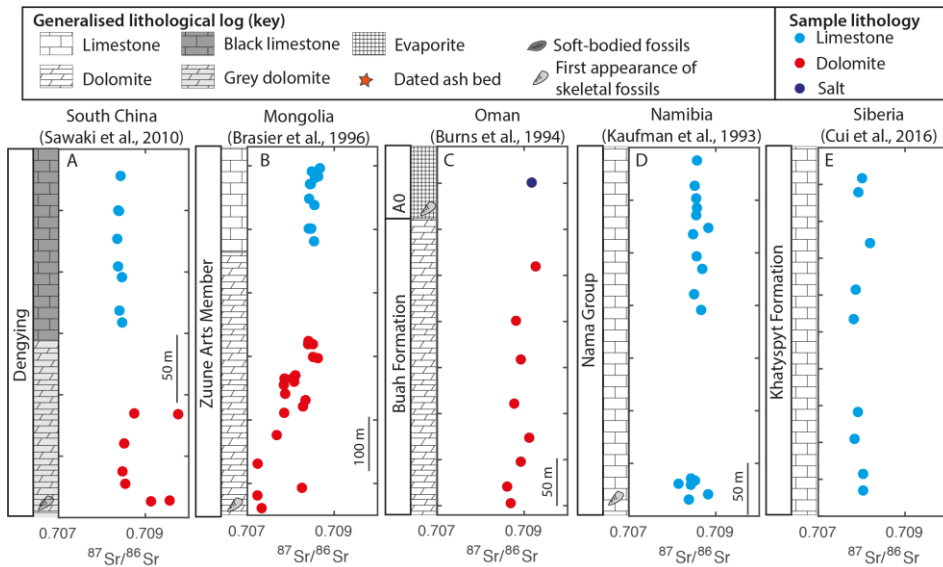 Generalised lithological log (key)
Limestone
Black limestone
Evaporite
Soft-bodied fossils
Dolomite
Grey dolomite
Dated ash bed
First appearance of
skeletal fossils
Sample lithology
Limestone
Dolomite
Salt
South China
(Sawaki et al., 2010)
Mongolia
(Brasier et al., 1996)
Oman
(Burns et al., 1994)
Namibia
(Kaufman et al., 1993)
Siberia
(Cui et al., 2016)
A
B
C
D
E
Dengying
50 m
Zuune Arts Member
100 m
A0
Buah Formation
50 m
Nama Group
50 m
Khatyspyt Formation
0.707
0.709
0.709
0.707
0.709
0.709
0.707
0.709
87Sr/86Sr
87Sr/86Sr
87Sr/86Sr
87Sr/86Sr
87Sr/86Sr